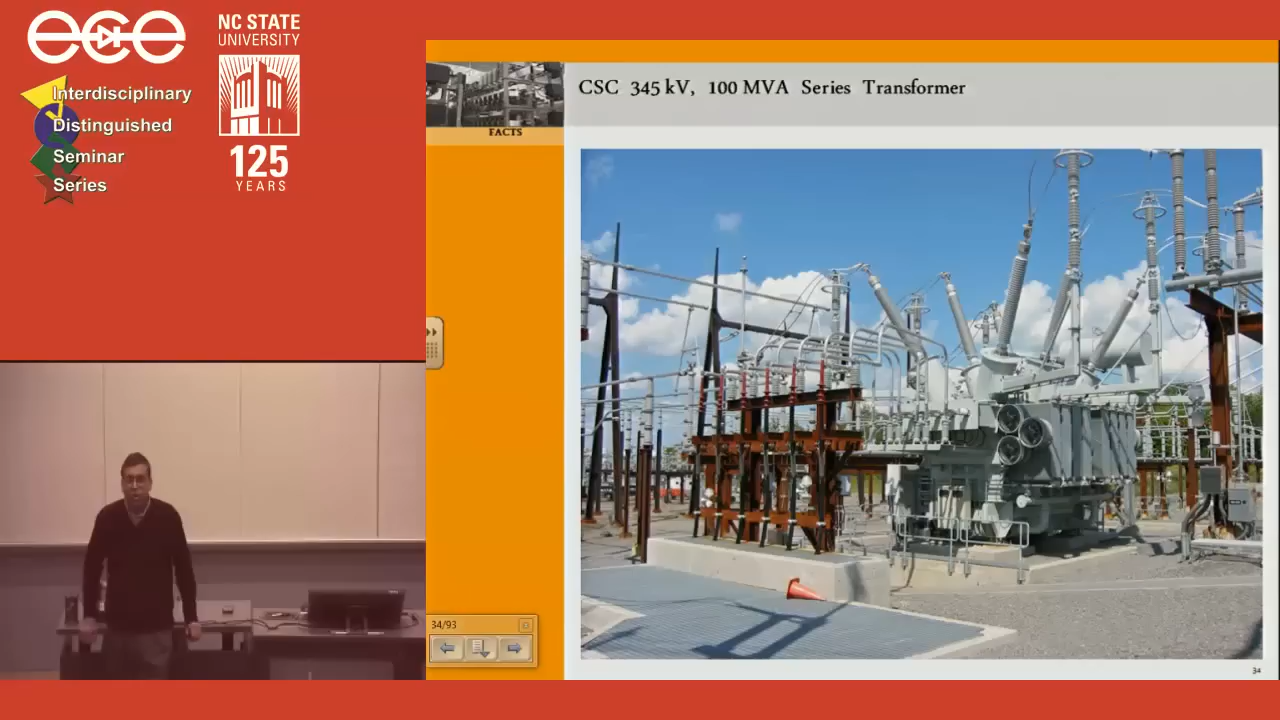 ece
NC STATE
UNIVERSITY
Interdisciplinary
Distinguished
Seminar
Series
125
YEARS
FACTS
CSC 345 kV, 100 MVA Series Transformer
34/93
34